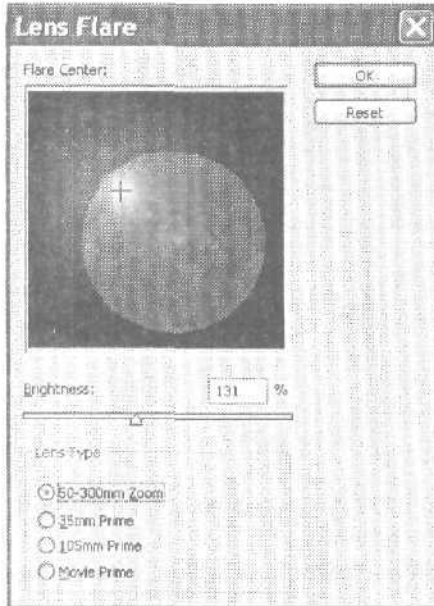 Lens Flare
Flare Center:
OK
Reset
Brightness:
131 %
Lens Type
50-300mm Zoom
35mm Prime
105mm Prime
Movie Prime